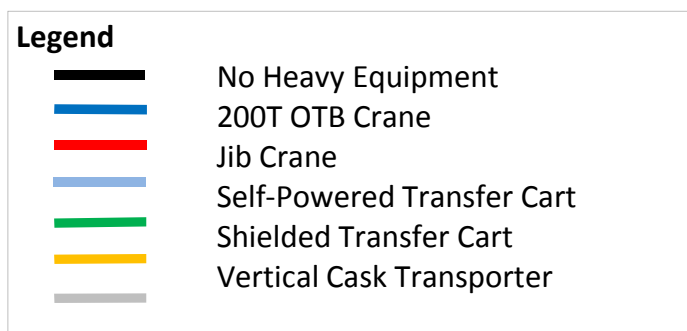 Legend
No Heavy Equipment
200T OTB Crane
Jib Crane
Self-Powered Transfer Cart
Shielded Transfer Cart
Vertical Cask Transporter